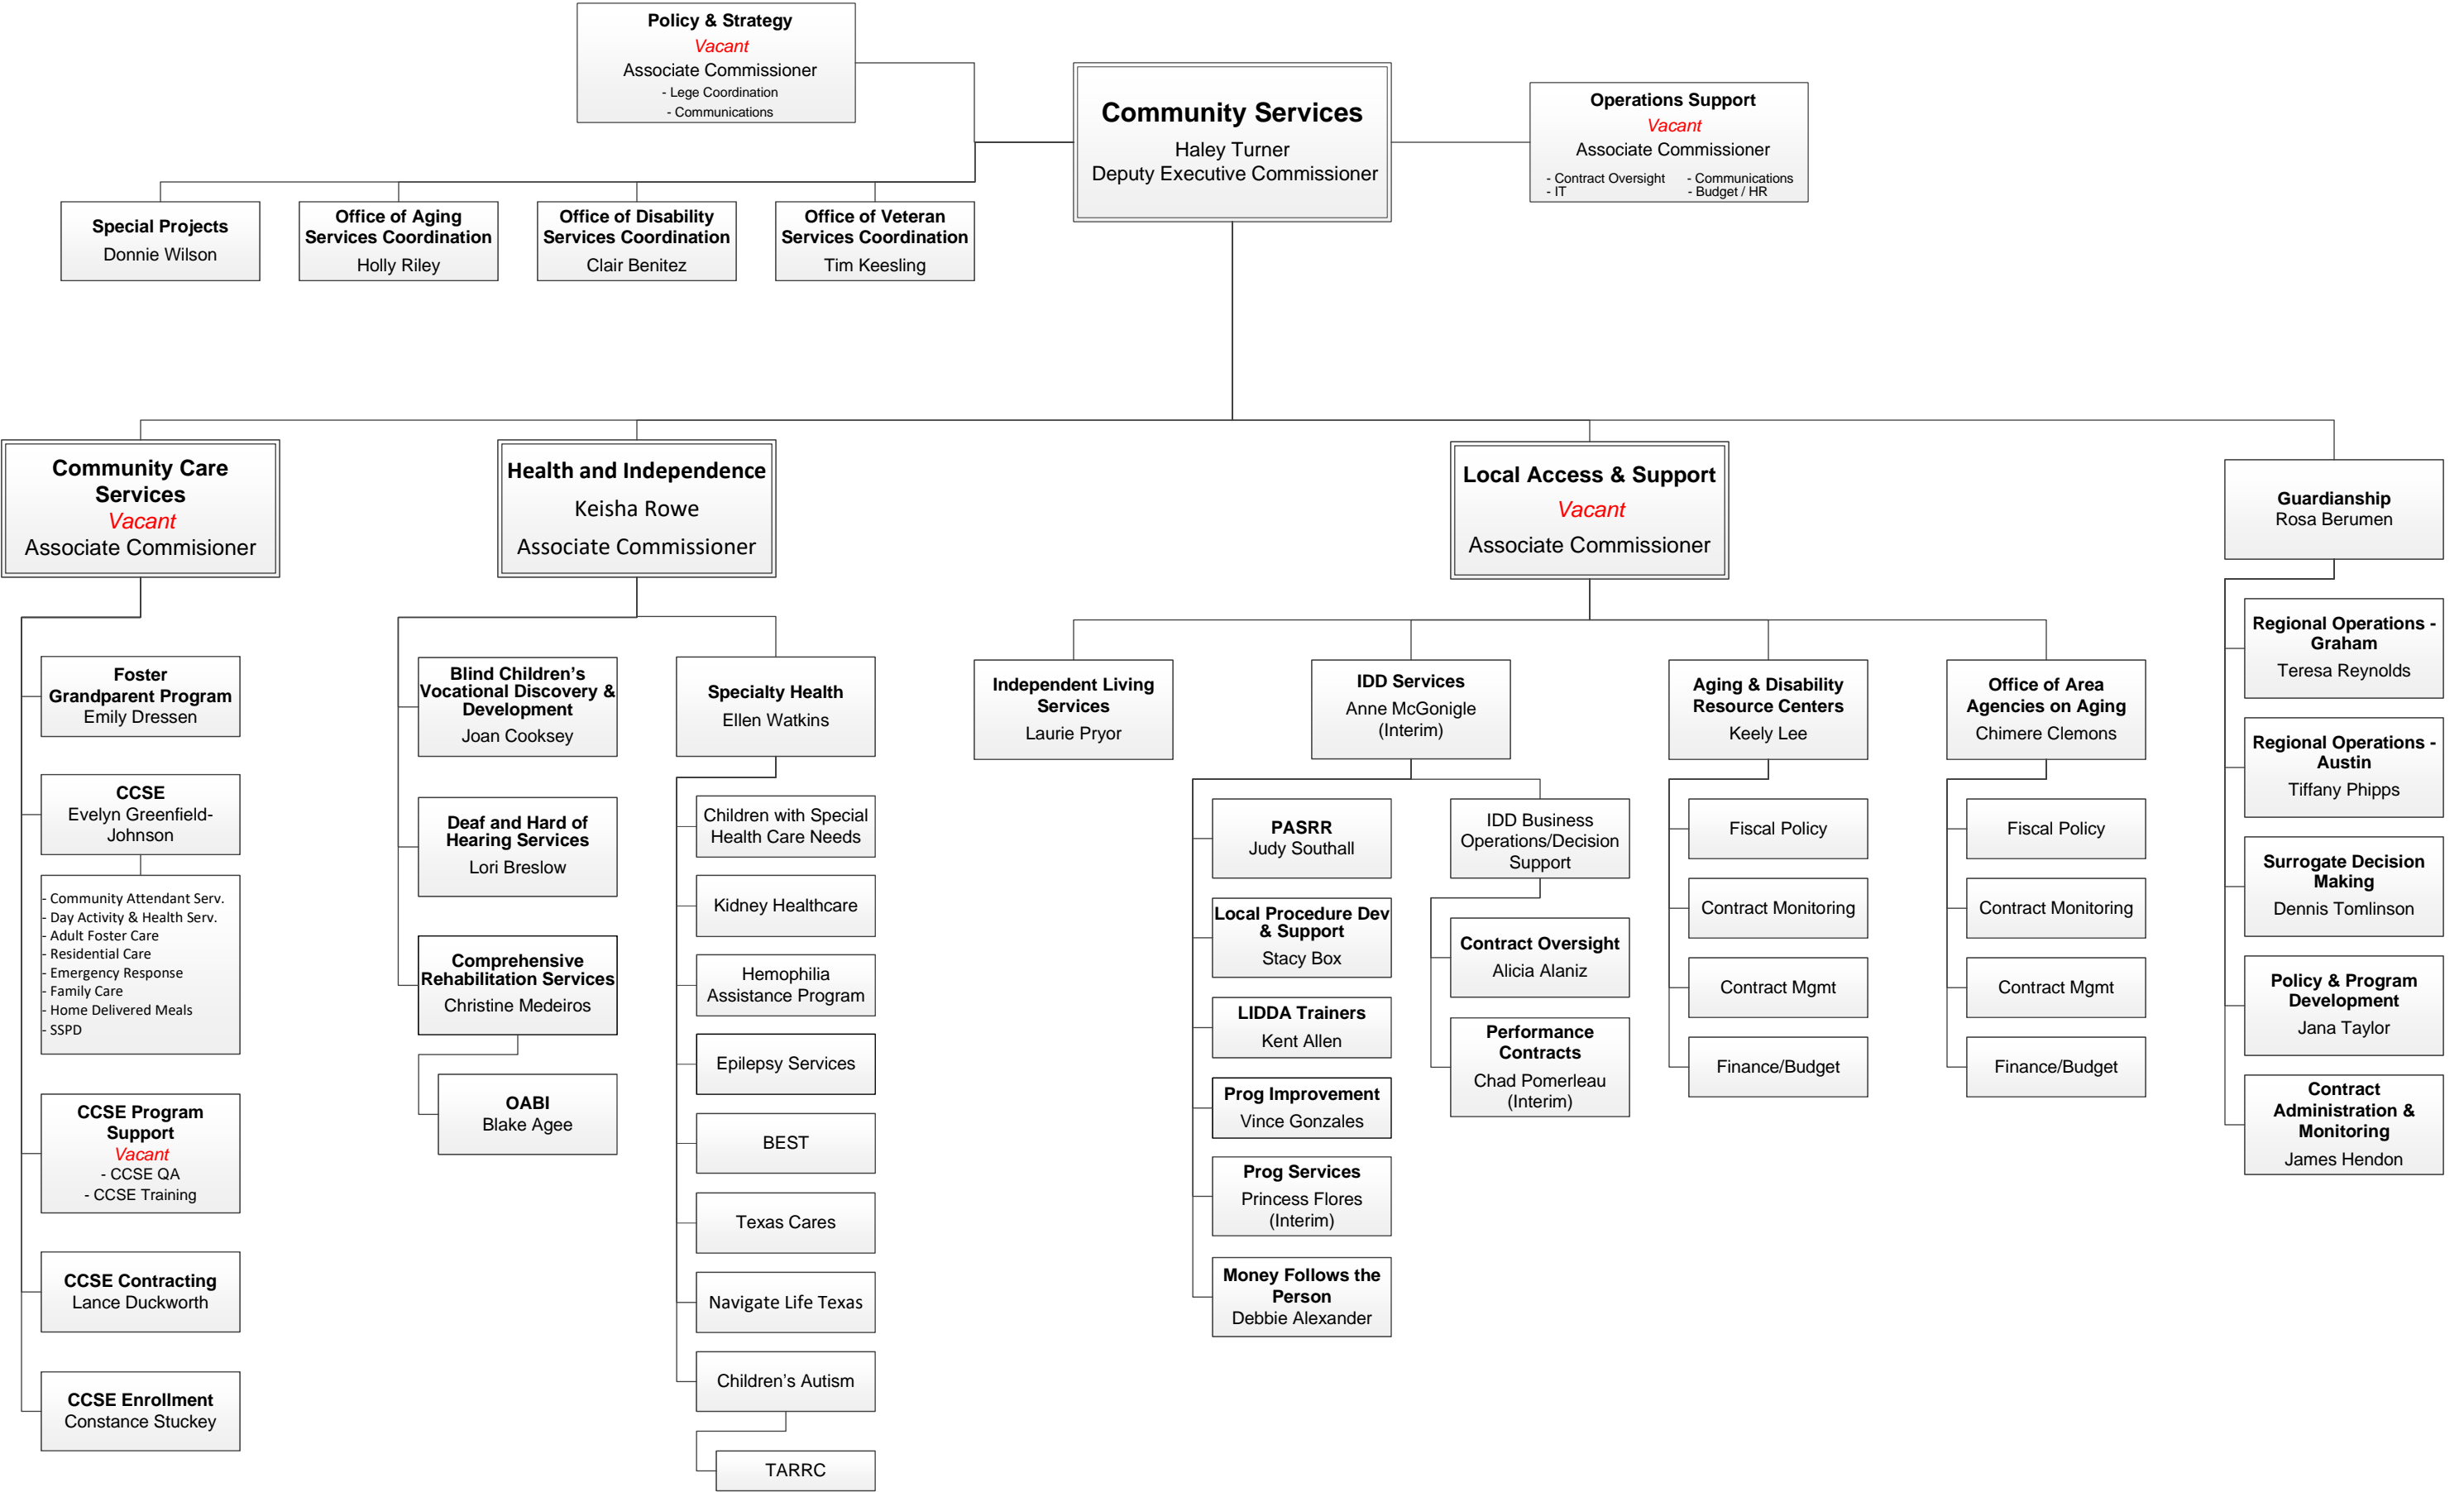 Policy & Strategy
Vacant
Associate Commissioner
- Lege Coordination
- Communications
Community Services
Haley Turner
Deputy Executive Commissioner
Operations Support
Vacant
Associate Commissioner
- Contract Oversight - Communications
- IT - Budget / HR
Special Projects
Donnie Wilson
Office of Aging
Services Coordination
Holly Riley
Office of Disability
Services Coordination
Clair Benitez
Office of Veteran
Services Coordination
Tim Keesling
Community Care
Services
Vacant
Associate Commisioner
Health and Independence
Keisha Rowe
Associate Commissioner
Local Access & Support
Vacant
Associate Commissioner
Guardianship
Rosa Berumen
Foster
Grandparent Program
Emily Dressen
CCSE
Evelyn Greenfield-
Johnson
- Community Attendant Serv.
- Day Activity & Health Serv.
- Adult Foster Care
- Residential Care
- Emergency Response
- Family Care
- Home Delivered Meals
- SSPD
CCSE Program
Support
Vacant
- CCSE QA
- CCSE Training
CCSE Contracting
Lance Duckworth
CCSE Enrollment
Constance Stuckey
Blind Children’s
Vocational Discovery &
Development
Joan Cooksey
Deaf and Hard of
Hearing Services
Lori Breslow
Comprehensive
Rehabilitation Services
Christine Medeiros
OABI
Blake Agee
Specialty Health
Ellen Watkins
Children with Special
Health Care Needs
Kidney Healthcare
Hemophilia
Assistance Program
Epilepsy Services
BEST
Texas Cares
Navigate Life Texas
Children’s Autism
TARRC
Independent Living
Services
Laurie Pryor
IDD Services
Anne McGonigle
(Interim)
PASRR
Judy Southall
Local Procedure Dev
& Support
Stacy Box
LIDDA Trainers
Kent Allen
Prog Improvement
Vince Gonzales
Prog Services
Princess Flores
(Interim)
Money Follows the
Person
Debbie Alexander
IDD Business
Operations/Decision
Support
Contract Oversight
Alicia Alaniz
Performance
Contracts
Chad Pomerleau
(Interim)
Aging & Disability
Resource Centers
Keely Lee
Fiscal Policy
Contract Monitoring
Contract Mgmt
Finance/Budget
Office of Area
Agencies on Aging
Chimere Clemons
Fiscal Policy
Contract Monitoring
Contract Mgmt
Finance/Budget
Regional Operations -
Graham
Teresa Reynolds
Regional Operations -
Austin
Tiffany Phipps
Surrogate Decision
Making
Dennis Tomlinson
Policy & Program
Development
Jana Taylor
Contract
Administration &
Monitoring
James Hendon